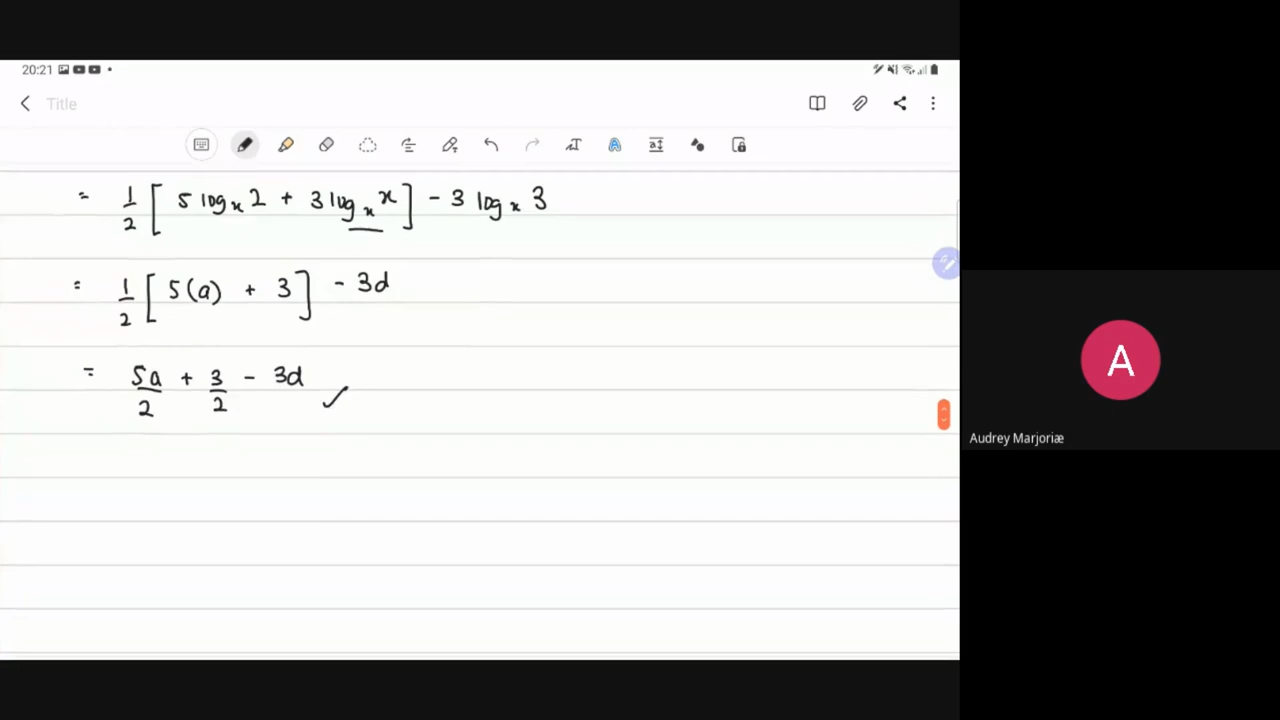 20:21
Title
= 1/2 [ 5 log_x 2 + 3 log_x x ] - 3 log_x 3
= 1/2 [ 5(a) + 3 ] - 3d
= 5a/2 + 3/2 - 3d ✓
A
Audrey Marjoriæ